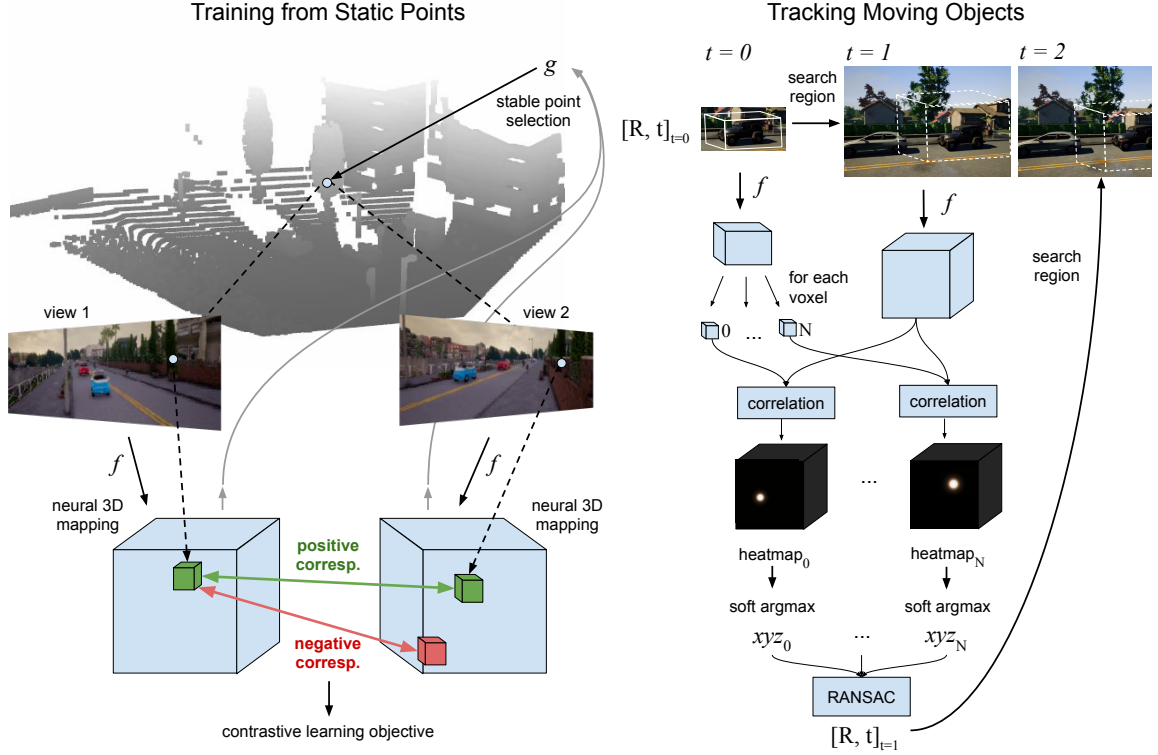 Training from Static Points
g
stable point
selection
view 1
view 2
f
f
neural 3D
mapping
neural 3D
mapping
positive
corresp.
negative
corresp.
contrastive learning objective
Tracking Moving Objects
t = 0
t = 1
t = 2
search
region
[R, t]t=0
f
f
for each
voxel
search
region
0 ... N
correlation
correlation
...
heatmap0
heatmapN
soft argmax
soft argmax
xyz0 ... xyzN
RANSAC
[R, t]t=1